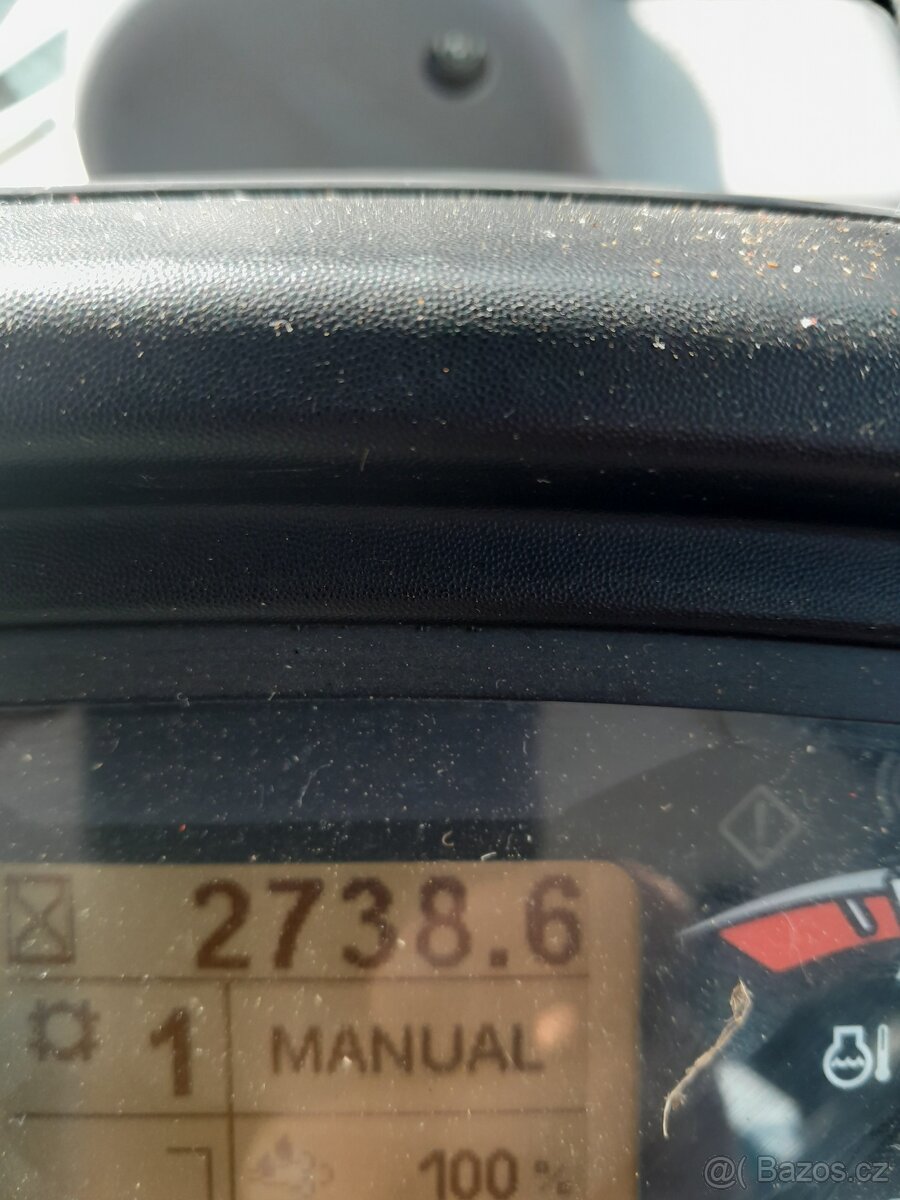 2738.6
1 MANUAL
100 %
@( Bazos.cz